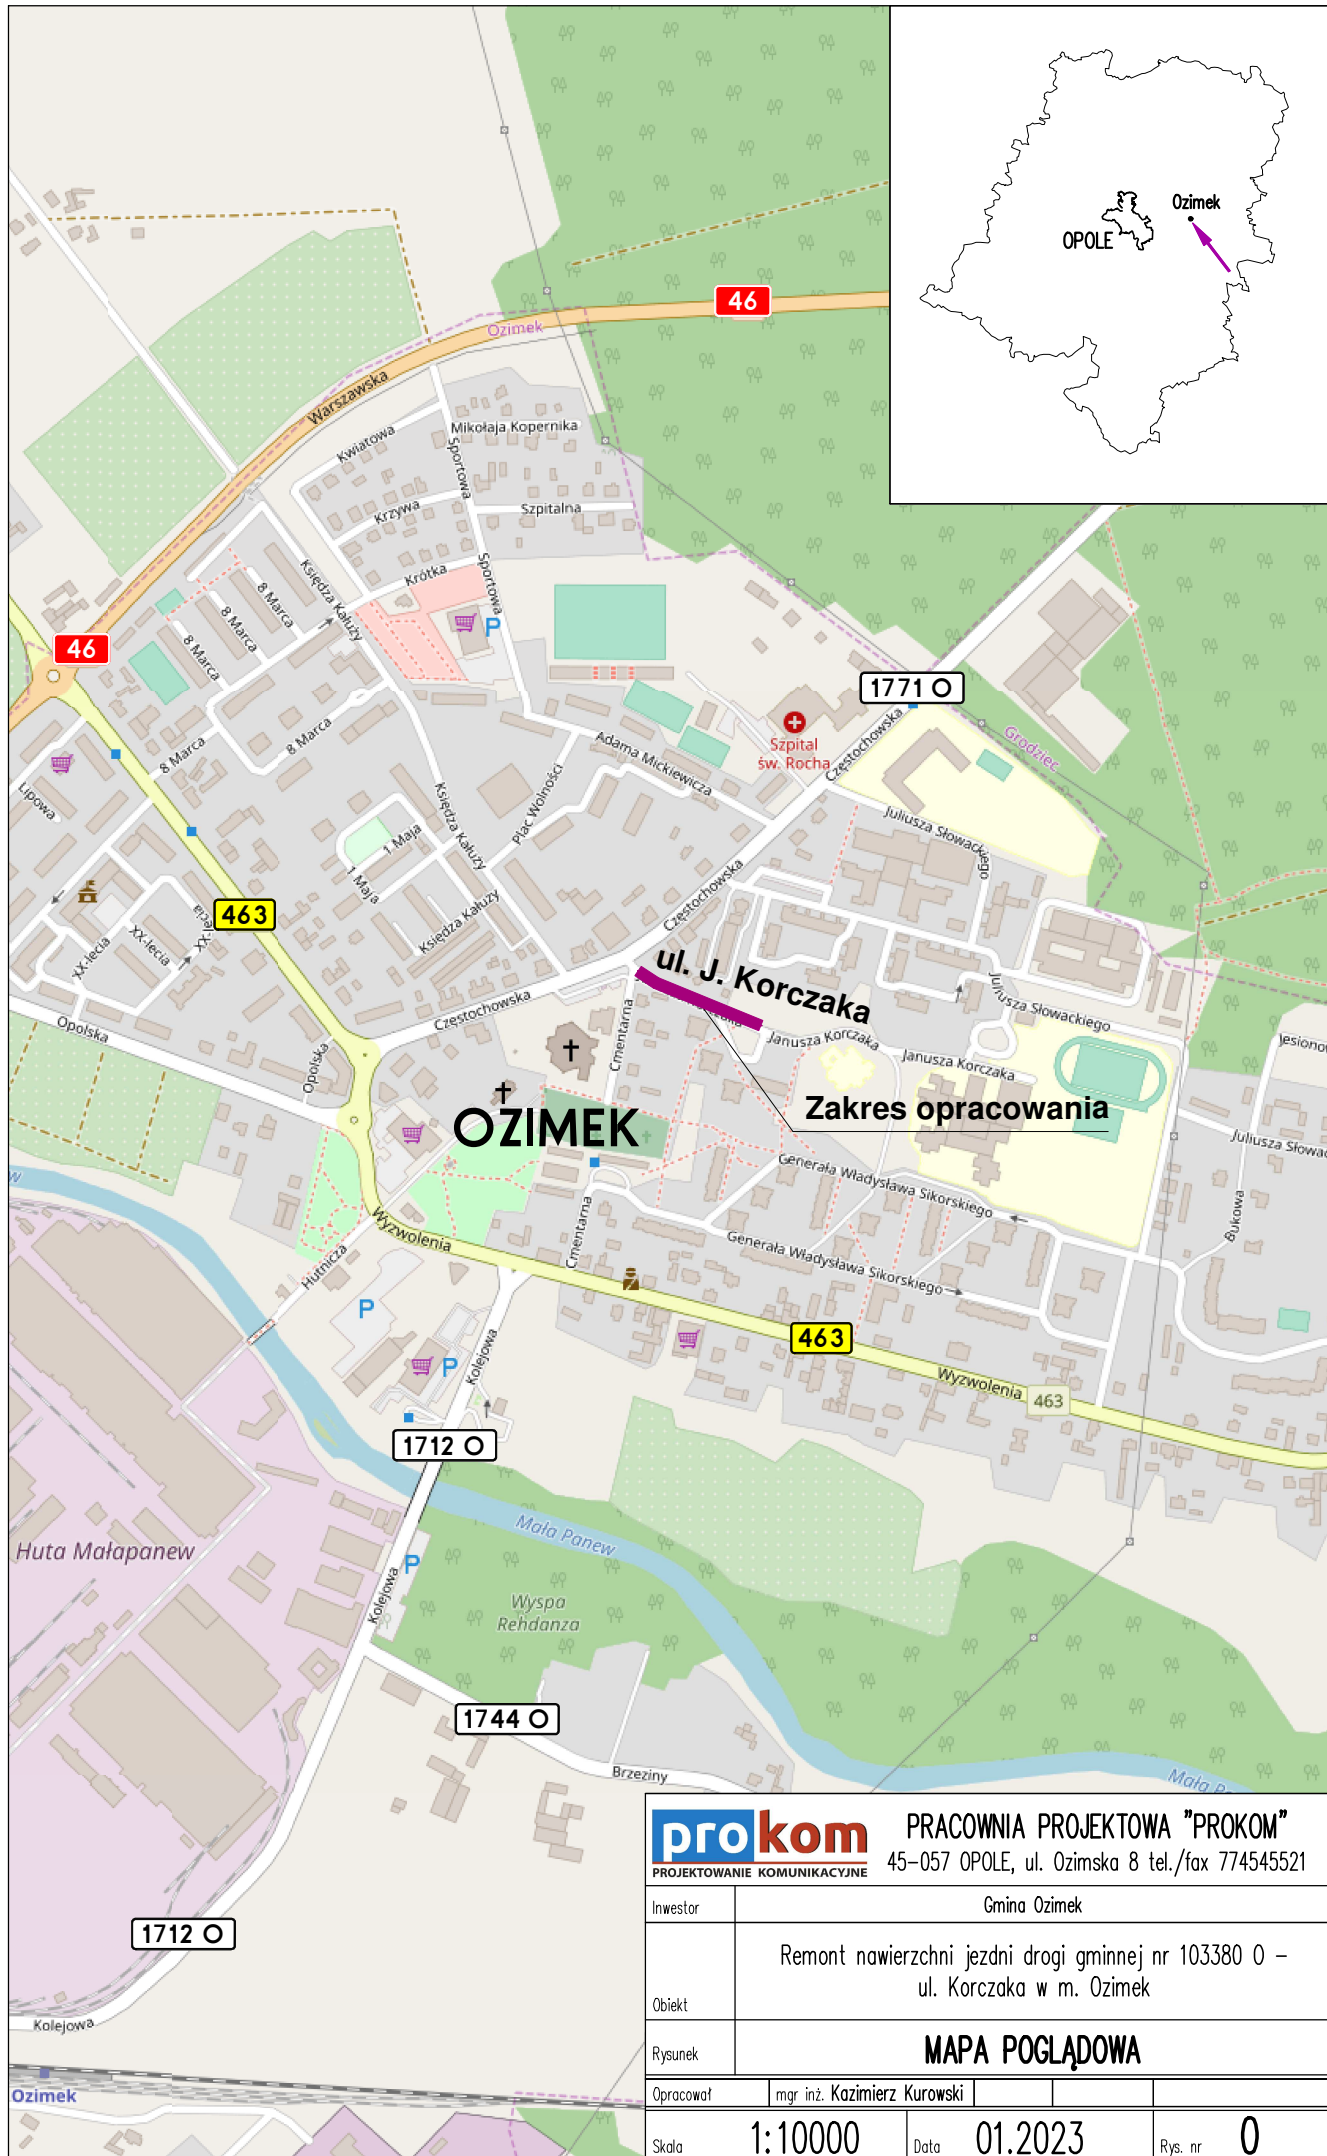 OPOLE
Ozimek
46
Ozimek
Warszawska
Kwiatowa
Mikołaja Kopernika
Sportowa
Krzywa
Szpitalna
Krótka
Sportowa
Księdza Kałuży
8 Marca
8 Marca
8 Marca
P
46
1771 O
Szpital
św. Rocha
Częstochowska
Grodziec
8 Marca
8 Marca
Adama Mickiewicza
Lipowa
Plac Wolności
Księdza Kałuży
1 Maja
1 Maja
Juliusza Słowackiego
Częstochowska
463
XX-lecia
XX-lecia
XX-lecia
Księdza Kałuży
ul. J. Korczaka
Częstochowska
Opolska
Opolska
Cmentarna
Janusza Korczaka
Janusza Korczaka
Juliusza Słowackiego
Zakres opracowania
OZIMEK
Juliusza Słowac
Generała Władysława Sikorskiego
Bukowa
Cmentarna
Wyzwolenia
Hutnicza
Generała Władysława Sikorskiego
P
463
P
Kolejowa
Wyzwolenia
463
1712 O
Mała Panew
Huta Małapanew
P
Kolejowa
Wyspa
Rehdanza
1744 O
Brzeziny
Mała P
1712 O
Kolejowa
Ozimek
prokom
PROJEKTOWANIE KOMUNIKACYJNE
PRACOWNIA PROJEKTOWA "PROKOM"
45-057 OPOLE, ul. Ozimska 8 tel./fax 774545521
Inwestor
Gmina Ozimek
Obiekt
Remont nawierzchni jezdni drogi gminnej nr 103380 O –
ul. Korczaka w m. Ozimek
Rysunek
MAPA POGLĄDOWA
Opracował
mgr inż. Kazimierz Kurowski
Skala
1:10000
Data
01.2023
Rys. nr
0